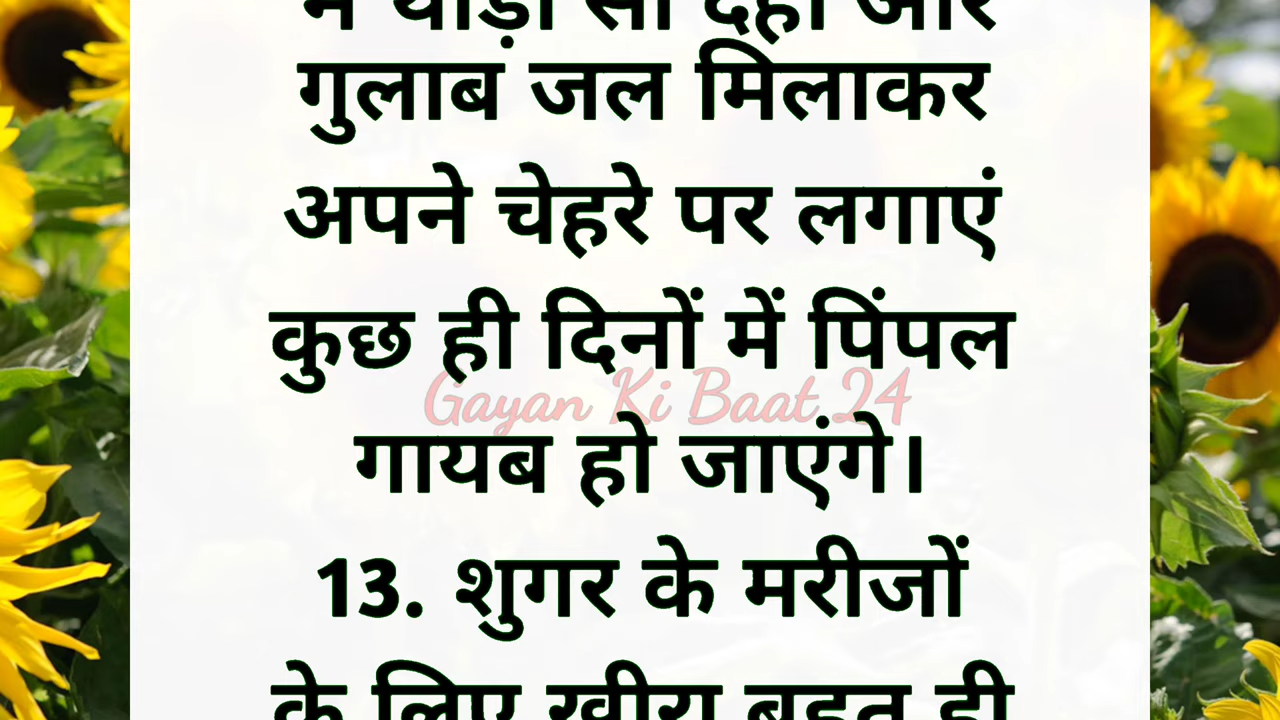 में थोड़ा सा दही और
गुलाब जल मिलाकर
अपने चेहरे पर लगाएं
कुछ ही दिनों में पिंपल
Gayan Ki Baat 24
गायब हो जाएंगे।
13. शुगर के मरीजों
के लिए खीरा बहुत ही